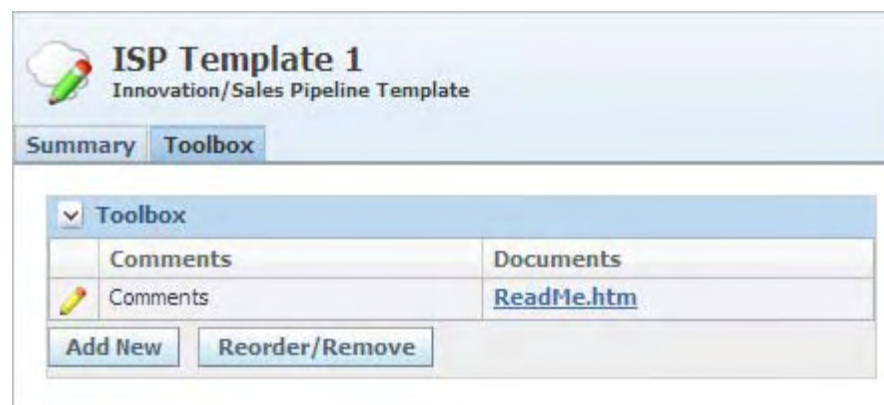 ISP Template 1
Innovation/Sales Pipeline Template
Summary Toolbox
Toolbox
Comments Documents
Comments ReadMe.htm
Add New Reorder/Remove